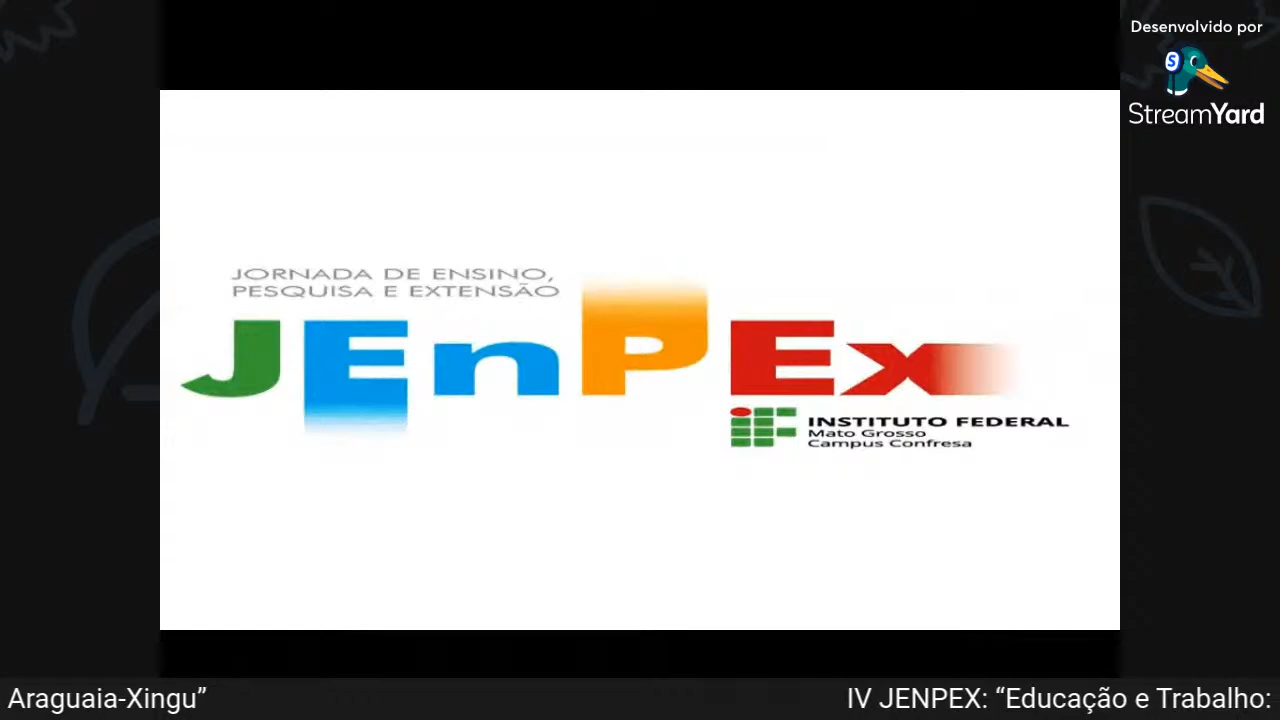 Desenvolvido por
StreamYard
JORNADA DE ENSINO,
PESQUISA E EXTENSÃO
JEnPEx
INSTITUTO FEDERAL
Mato Grosso
Campus Confresa
Araguaia-Xingu” IV JENPEX: “Educação e Trabalho: